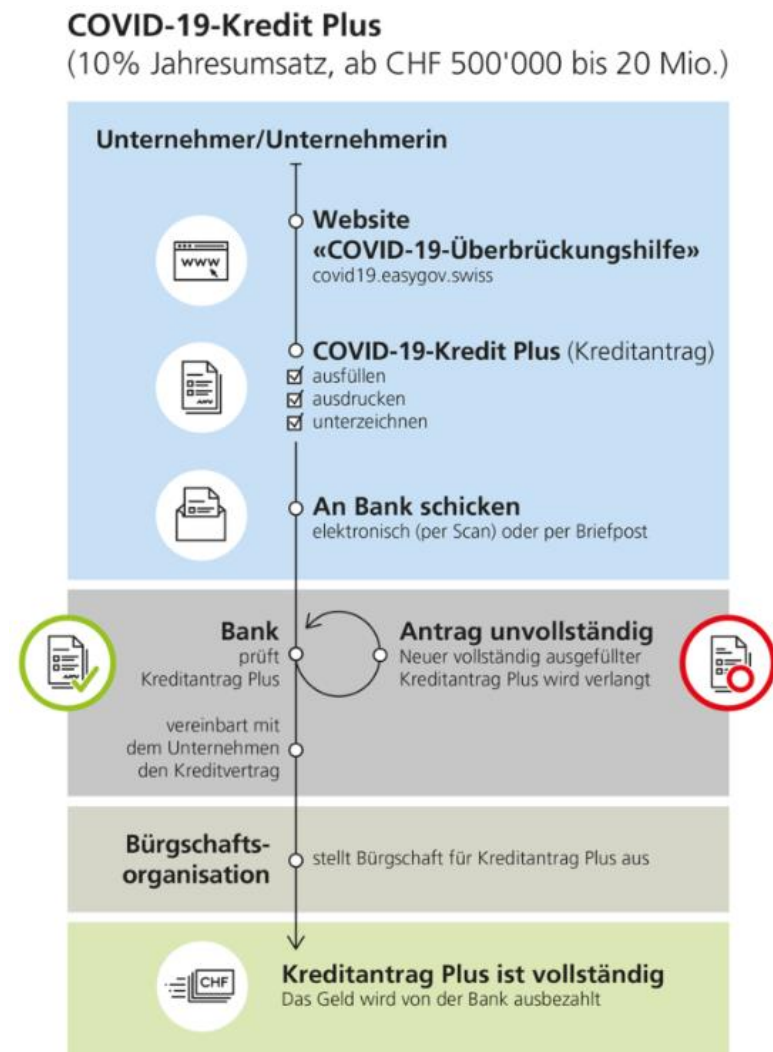 COVID-19-Kredit Plus
(10% Jahresumsatz, ab CHF 500'000 bis 20 Mio.)
Unternehmer/Unternehmerin
www
Website
«COVID-19-Überbrückungshilfe»
covid19.easygov.swiss
COVID-19-Kredit Plus (Kreditantrag)
ausfüllen
ausdrucken
unterzeichnen
An Bank schicken
elektronisch (per Scan) oder per Briefpost
Bank
prüft
Kreditantrag Plus
Antrag unvollständig
Neuer vollständig ausgefüllter
Kreditantrag Plus wird verlangt
vereinbart mit
dem Unternehmen
den Kreditvertrag
Bürgschafts-
organisation
stellt Bürgschaft für Kreditantrag Plus aus
CHF
Kreditantrag Plus ist vollständig
Das Geld wird von der Bank ausbezahlt